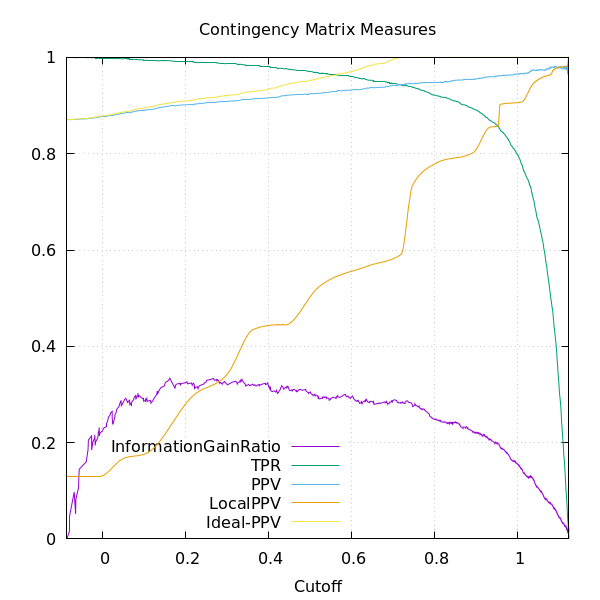 Contingency Matrix Measures
1
0.8
0.6
0.4
0.2
0
InformationGainRatio
TPR
PPV
LocalPPV
Ideal-PPV
0 0.2 0.4 0.6 0.8 1
Cutoff